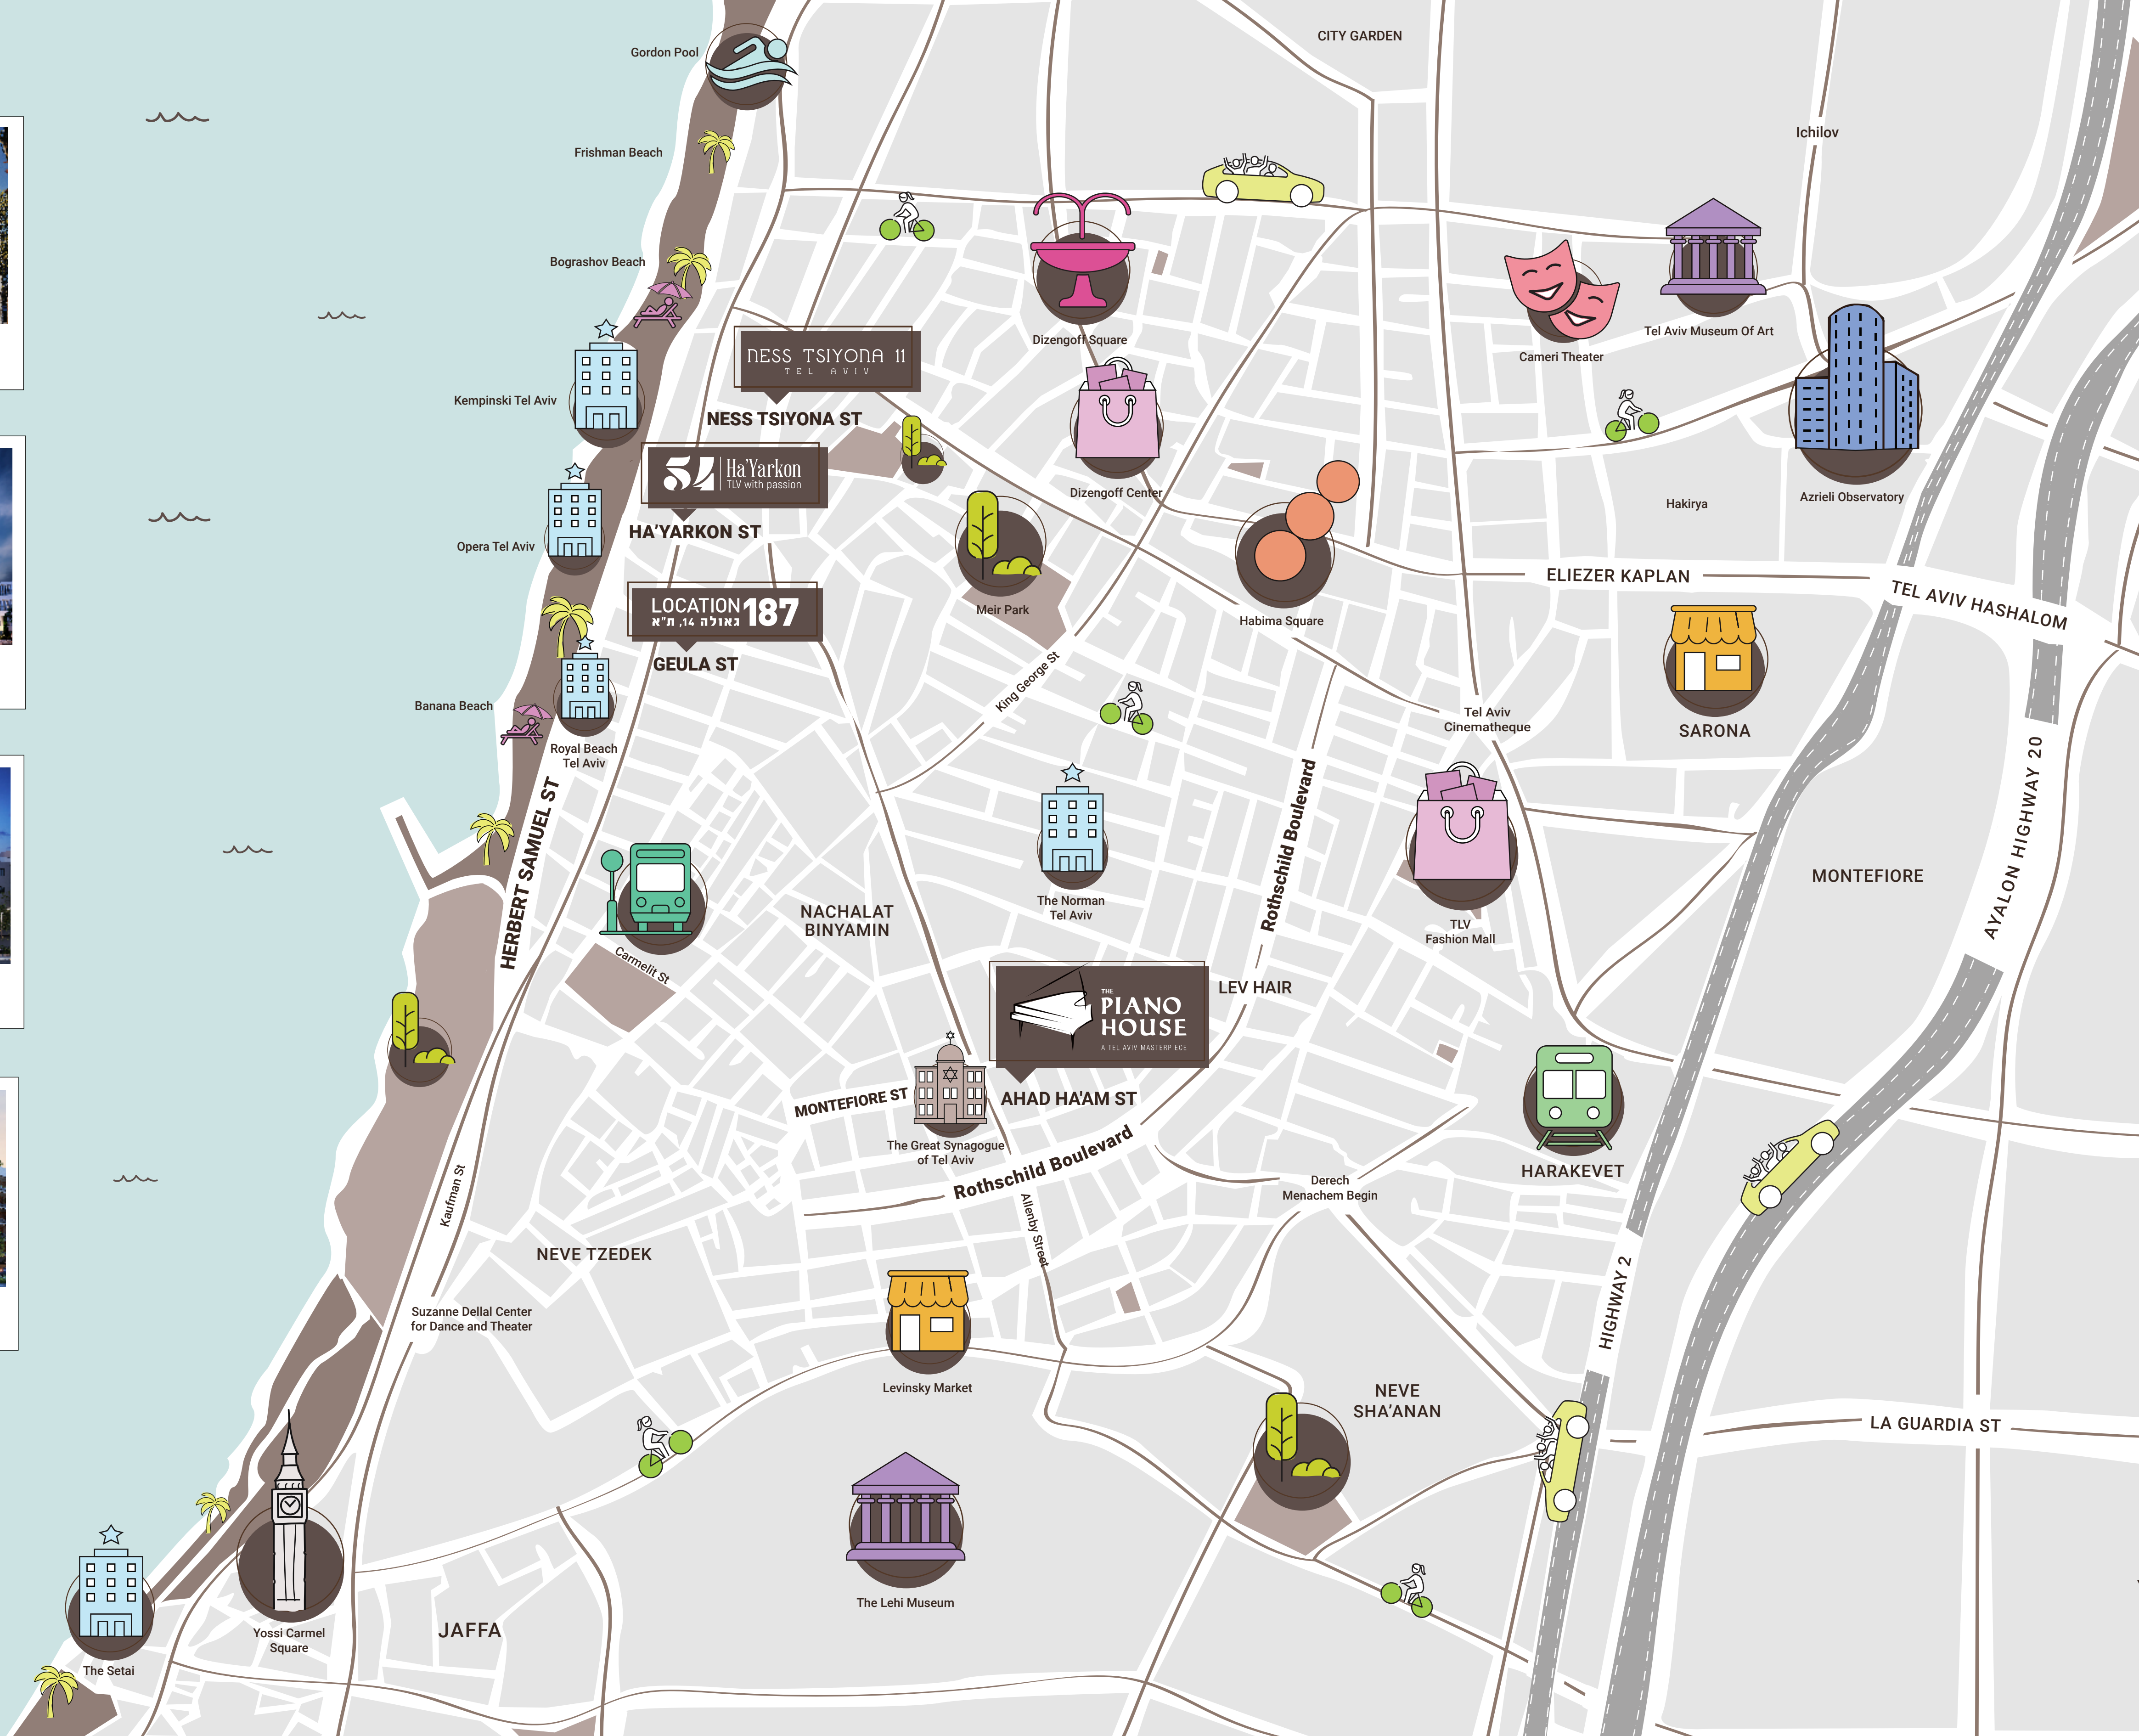 CITY GARDEN
Gordon Pool
Ichilov
Frishman Beach
Bograshov Beach
Tel Aviv Museum Of Art
Dizengoff Square
Cameri Theater
NESS TSIYONA 11
TEL AVIV
Kempinski Tel Aviv
NESS TSIYONA ST
54 Ha'Yarkon
TLV with passion
Dizengoff Center
Azrieli Observatory
Hakirya
HA'YARKON ST
Opera Tel Aviv
ELIEZER KAPLAN
TEL AVIV HASHALOM
LOCATION 187
גאולה 14, ת"א
Meir Park
Habima Square
GEULA ST
King George St
Banana Beach
Tel Aviv
Cinematheque
SARONA
Royal Beach
Tel Aviv
HERBERT SAMUEL ST
Rothschild Boulevard
AYALON HIGHWAY 20
MONTEFIORE
The Norman
Tel Aviv
NACHALAT
BINYAMIN
TLV
Fashion Mall
Carmelit St
THE
PIANO
HOUSE
A TEL AVIV MASTERPIECE
LEV HAIR
MONTEFIORE ST
AHAD HA'AM ST
The Great Synagogue
of Tel Aviv
Rothschild Boulevard
HARAKEVET
Derech
Menachem Begin
Kaufman St
Allenby Street
NEVE TZEDEK
HIGHWAY 2
Suzanne Dellal Center
for Dance and Theater
Levinsky Market
NEVE
SHA'ANAN
LA GUARDIA ST
The Lehi Museum
Yossi Carmel
Square
JAFFA
The Setai